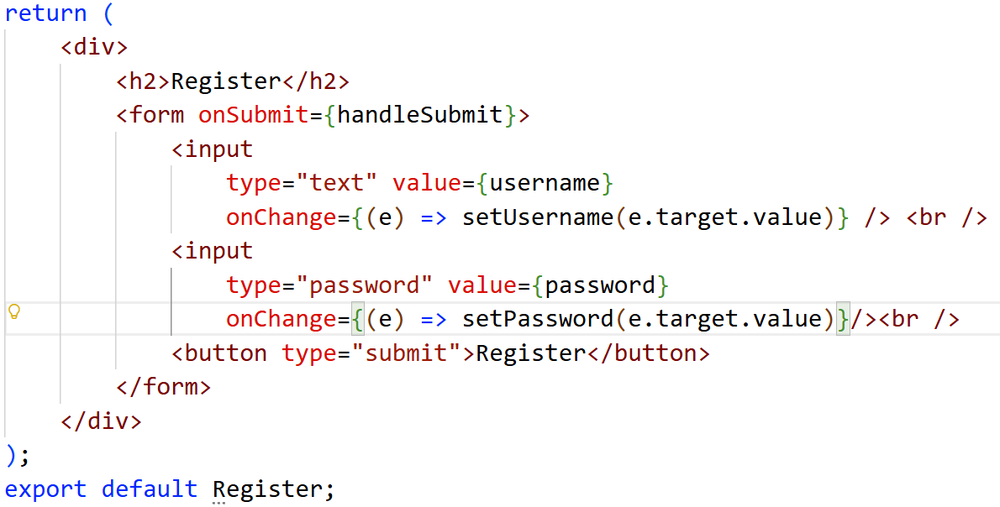 return (
<div>
<h2>Register</h2>
<form onSubmit={handleSubmit}>
<input
type="text" value={username}
onChange={(e) => setUsername(e.target.value)} /> <br />
<input
type="password" value={password}
onChange={(e) => setPassword(e.target.value)}/><br />
<button type="submit">Register</button>
</form>
</div>
);
export default Register;